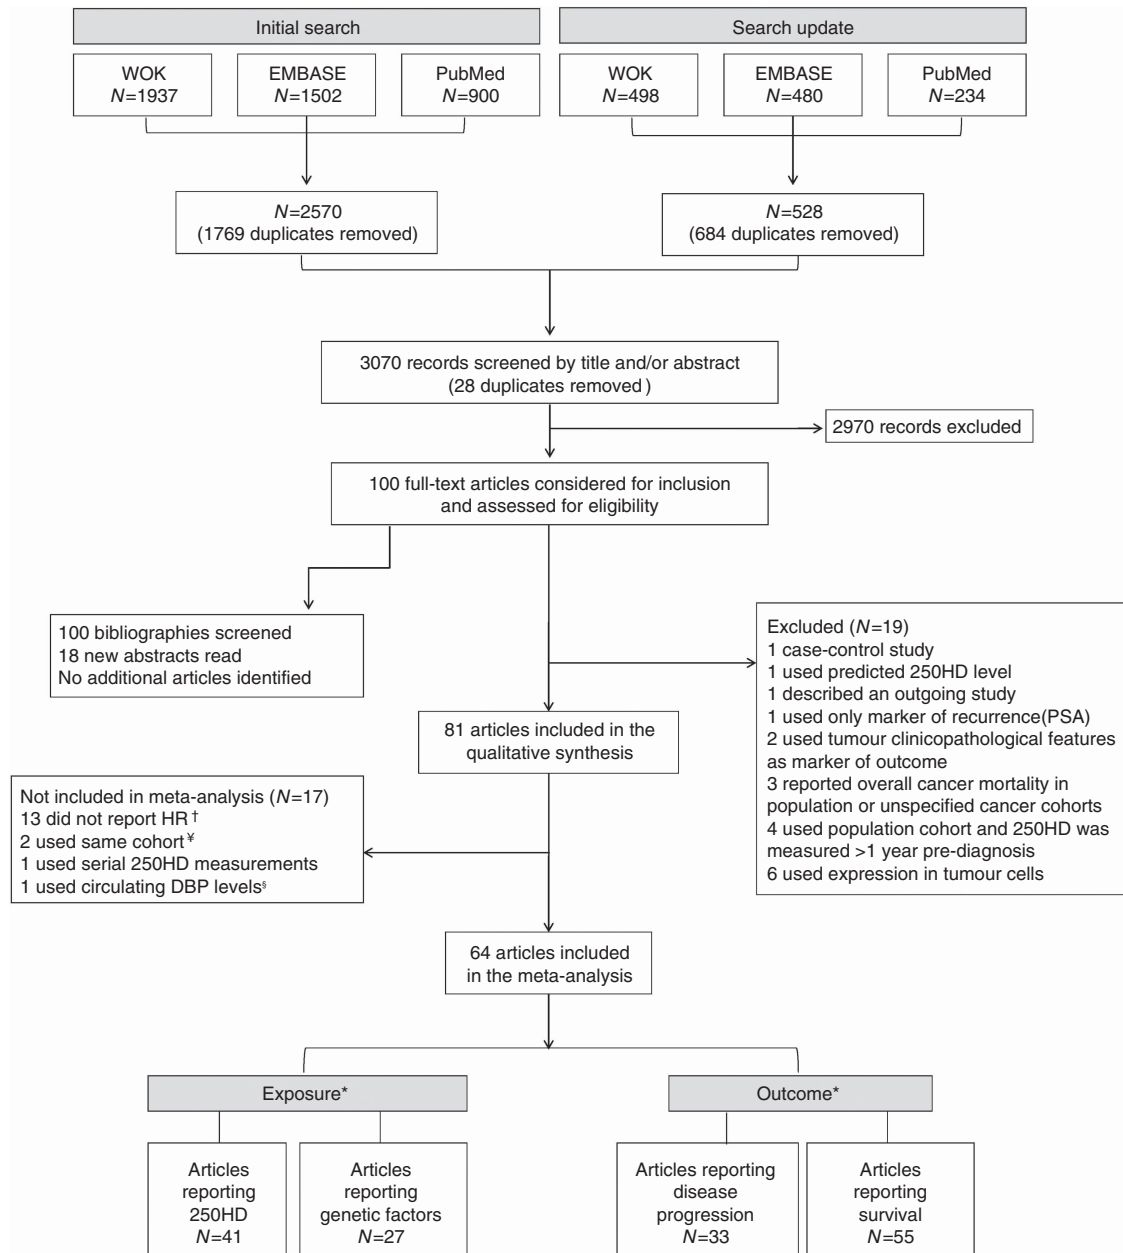 Initial search
Search update
WOK
N=1937
EMBASE
N=1502
PubMed
N=900
WOK
N=498
EMBASE
N=480
PubMed
N=234
N=2570
(1769 duplicates removed)
N=528
(684 duplicates removed)
3070 records screened by title and/or abstract
(28 duplicates removed )
2970 records excluded
100 full-text articles considered for inclusion
and assessed for eligibility
100 bibliographies screened
18 new abstracts read
No additional articles identified
Excluded (N=19)
1 case-control study
1 used predicted 250HD level
1 described an outgoing study
1 used only marker of recurrence(PSA)
2 used tumour clinicopathological features
as marker of outcome
3 reported overall cancer mortality in
population or unspecified cancer cohorts
4 used population cohort and 250HD was
measured >1 year pre-diagnosis
6 used expression in tumour cells
81 articles included in the
qualitative synthesis
Not included in meta-analysis (N=17)
13 did not report HR†
2 used same cohort¥
1 used serial 250HD measurements
1 used circulating DBP levels§
64 articles included
in the meta-analysis
Exposure*
Outcome*
Articles
reporting
250HD
N=41
Articles
reporting
genetic factors
N=27
Articles reporting
disease
progression
N=33
Articles
reporting
survival
N=55